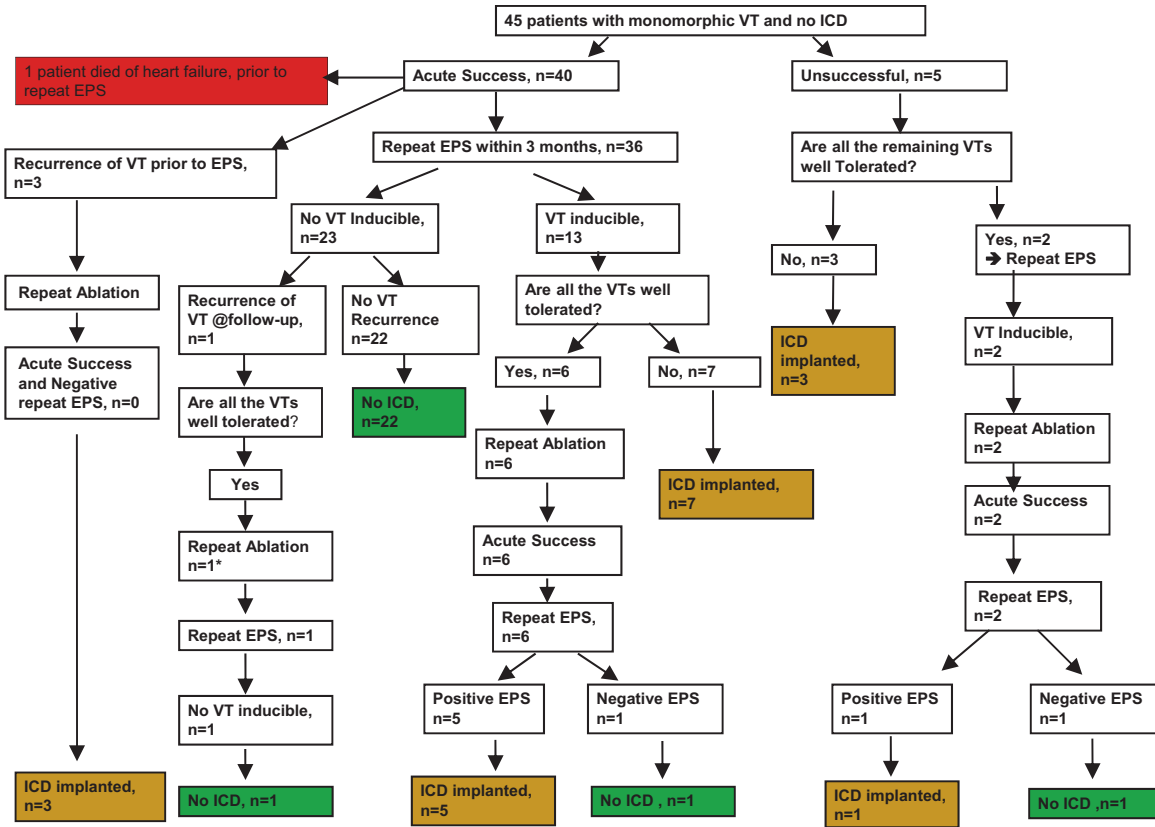 45 patients with monomorphic VT and no ICD
1 patient died of heart failure, prior to
repeat EPS
Acute Success, n=40
Unsuccessful, n=5
Recurrence of VT prior to EPS,
n=3
Repeat EPS within 3 months, n=36
Are all the remaining VTs
well Tolerated?
No VT Inducible,
n=23
VT inducible,
n=13
No, n=3
Yes, n=2
➔ Repeat EPS
Repeat Ablation
Recurrence of
VT @follow-up,
n=1
No VT
Recurrence
n=22
Are all the VTs well
tolerated?
ICD
implanted,
n=3
VT Inducible,
n=2
Acute Success
and Negative
repeat EPS, n=0
Are all the VTs
well tolerated?
No ICD,
n=22
Yes, n=6
No, n=7
Repeat Ablation
n=2
Yes
Repeat Ablation
n=6
ICD implanted,
n=7
Acute Success
n=2
Repeat Ablation
n=1*
Acute Success
n=6
Repeat EPS,
n=2
Repeat EPS, n=1
Repeat EPS,
n=6
No VT inducible,
n=1
Positive EPS
n=5
Negative EPS
n=1
Positive EPS
n=1
Negative EPS
n=1
ICD implanted,
n=3
No ICD, n=1
ICD implanted,
n=5
No ICD , n=1
ICD implanted,
n=1
No ICD ,n=1